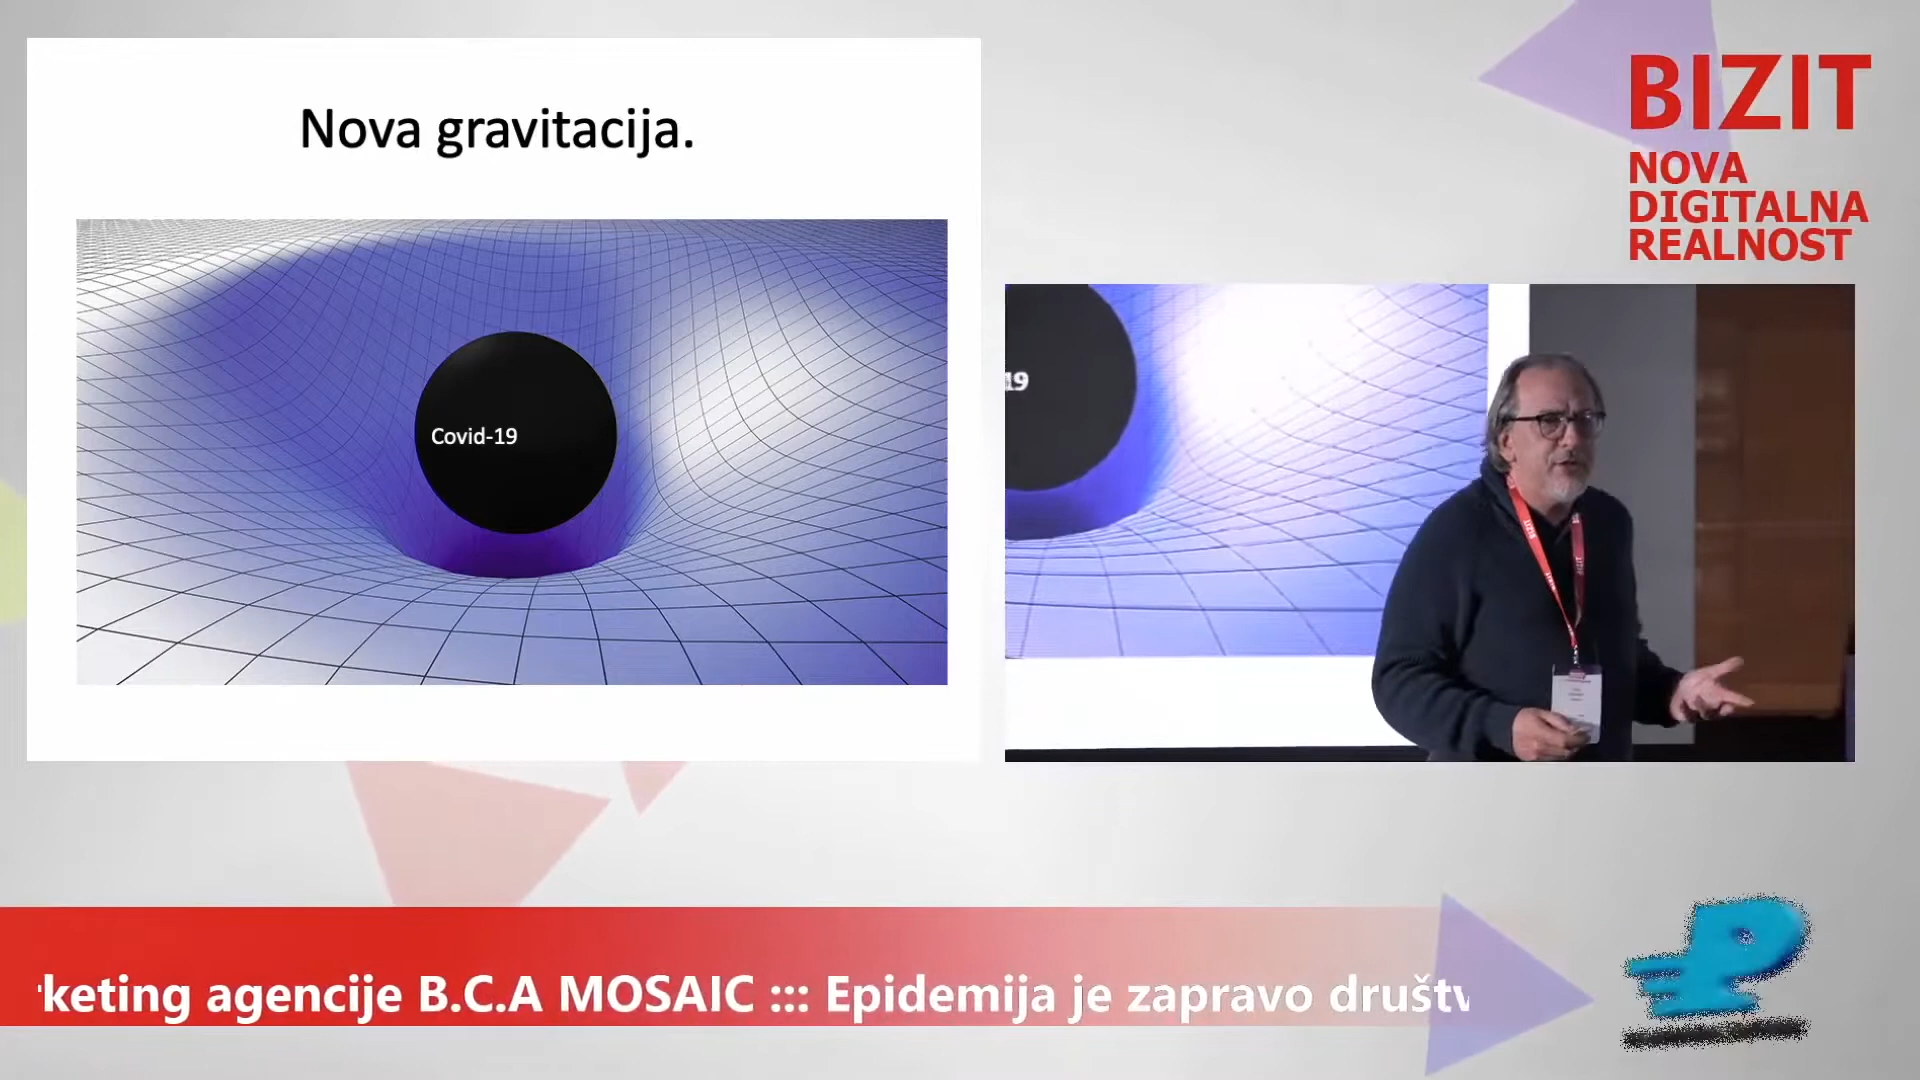 Nova gravitacija.
Covid-19
BIZIT
NOVA
DIGITALNA
REALNOST
19
keting agencije B.C.A MOSAIC ::: Epidemija je zapravo društv